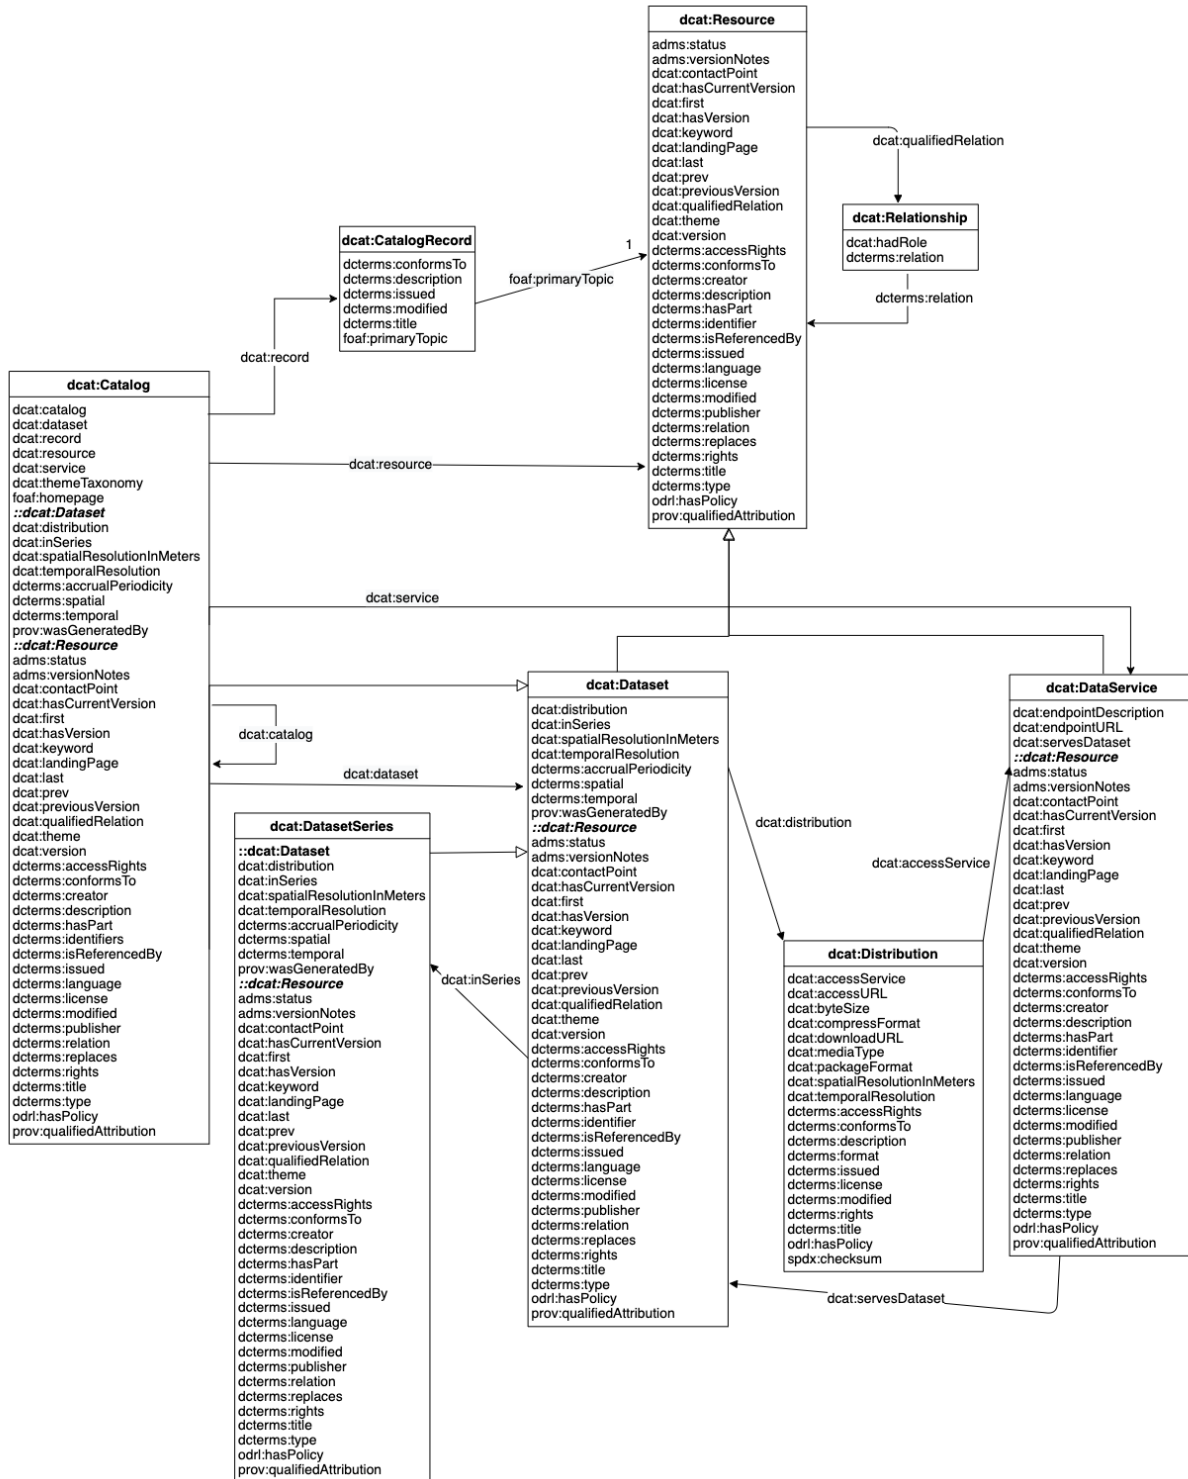 dcat:Resource
adms:status
adms:versionNotes
dcat:contactPoint
dcat:hasCurrentVersion
dcat:first
dcat:hasVersion
dcat:keyword
dcat:landingPage
dcat:last
dcat:prev
dcat:previousVersion
dcat:qualifiedRelation
dcat:theme
dcat:version
dcterms:accessRights
dcterms:conformsTo
dcterms:creator
dcterms:description
dcterms:hasPart
dcterms:identifier
dcterms:isReferencedBy
dcterms:issued
dcterms:language
dcterms:license
dcterms:modified
dcterms:publisher
dcterms:relation
dcterms:replaces
dcterms:rights
dcterms:title
dcterms:type
odrl:hasPolicy
prov:qualifiedAttribution
dcat:qualifiedRelation
dcat:Relationship
dcat:hadRole
dcterms:relation
dcterms:relation
dcat:CatalogRecord
dcterms:conformsTo
dcterms:description
dcterms:issued
dcterms:modified
dcterms:title
foaf:primaryTopic
1
foaf:primaryTopic
dcat:record
dcat:Catalog
dcat:catalog
dcat:dataset
dcat:record
dcat:resource
dcat:service
dcat:themeTaxonomy
foaf:homepage
::dcat:Dataset
dcat:distribution
dcat:inSeries
dcat:spatialResolutionInMeters
dcat:temporalResolution
dcterms:accrualPeriodicity
dcterms:spatial
dcterms:temporal
prov:wasGeneratedBy
::dcat:Resource
adms:status
adms:versionNotes
dcat:contactPoint
dcat:hasCurrentVersion
dcat:first
dcat:hasVersion
dcat:keyword
dcat:landingPage
dcat:last
dcat:prev
dcat:previousVersion
dcat:qualifiedRelation
dcat:theme
dcat:version
dcterms:accessRights
dcterms:conformsTo
dcterms:creator
dcterms:description
dcterms:hasPart
dcterms:identifiers
dcterms:isReferencedBy
dcterms:issued
dcterms:language
dcterms:license
dcterms:modified
dcterms:publisher
dcterms:relation
dcterms:replaces
dcterms:rights
dcterms:title
dcterms:type
odrl:hasPolicy
prov:qualifiedAttribution
dcat:resource
dcat:service
dcat:catalog
dcat:dataset
dcat:DatasetSeries
::dcat:Dataset
dcat:distribution
dcat:inSeries
dcat:spatialResolutionInMeters
dcat:temporalResolution
dcterms:accrualPeriodicity
dcterms:spatial
dcterms:temporal
prov:wasGeneratedBy
::dcat:Resource
adms:status
adms:versionNotes
dcat:contactPoint
dcat:hasCurrentVersion
dcat:first
dcat:hasVersion
dcat:keyword
dcat:landingPage
dcat:last
dcat:prev
dcat:previousVersion
dcat:qualifiedRelation
dcat:theme
dcat:version
dcterms:accessRights
dcterms:conformsTo
dcterms:creator
dcterms:description
dcterms:hasPart
dcterms:identifier
dcterms:isReferencedBy
dcterms:issued
dcterms:language
dcterms:license
dcterms:modified
dcterms:publisher
dcterms:relation
dcterms:replaces
dcterms:rights
dcterms:title
dcterms:type
odrl:hasPolicy
prov:qualifiedAttribution
dcat:inSeries
dcat:Dataset
dcat:distribution
dcat:inSeries
dcat:spatialResolutionInMeters
dcat:temporalResolution
dcterms:accrualPeriodicity
dcterms:spatial
dcterms:temporal
prov:wasGeneratedBy
::dcat:Resource
adms:status
adms:versionNotes
dcat:contactPoint
dcat:hasCurrentVersion
dcat:first
dcat:hasVersion
dcat:keyword
dcat:landingPage
dcat:last
dcat:prev
dcat:previousVersion
dcat:qualifiedRelation
dcat:theme
dcat:version
dcterms:accessRights
dcterms:conformsTo
dcterms:creator
dcterms:description
dcterms:hasPart
dcterms:identifier
dcterms:isReferencedBy
dcterms:issued
dcterms:language
dcterms:license
dcterms:modified
dcterms:publisher
dcterms:relation
dcterms:replaces
dcterms:rights
dcterms:title
dcterms:type
odrl:hasPolicy
prov:qualifiedAttribution
dcat:distribution
dcat:accessService
dcat:Distribution
dcat:accessService
dcat:accessURL
dcat:byteSize
dcat:compressFormat
dcat:downloadURL
dcat:mediaType
dcat:packageFormat
dcat:spatialResolutionInMeters
dcat:temporalResolution
dcterms:accessRights
dcterms:conformsTo
dcterms:description
dcterms:format
dcterms:issued
dcterms:license
dcterms:modified
dcterms:rights
dcterms:title
odrl:hasPolicy
spdx:checksum
dcat:servesDataset
dcat:DataService
dcat:endpointDescription
dcat:endpointURL
dcat:servesDataset
::dcat:Resource
adms:status
adms:versionNotes
dcat:contactPoint
dcat:hasCurrentVersion
dcat:first
dcat:hasVersion
dcat:keyword
dcat:landingPage
dcat:last
dcat:prev
dcat:previousVersion
dcat:qualifiedRelation
dcat:theme
dcat:version
dcterms:accessRights
dcterms:conformsTo
dcterms:creator
dcterms:description
dcterms:hasPart
dcterms:identifier
dcterms:isReferencedBy
dcterms:issued
dcterms:language
dcterms:license
dcterms:modified
dcterms:publisher
dcterms:relation
dcterms:replaces
dcterms:rights
dcterms:title
dcterms:type
odrl:hasPolicy
prov:qualifiedAttribution